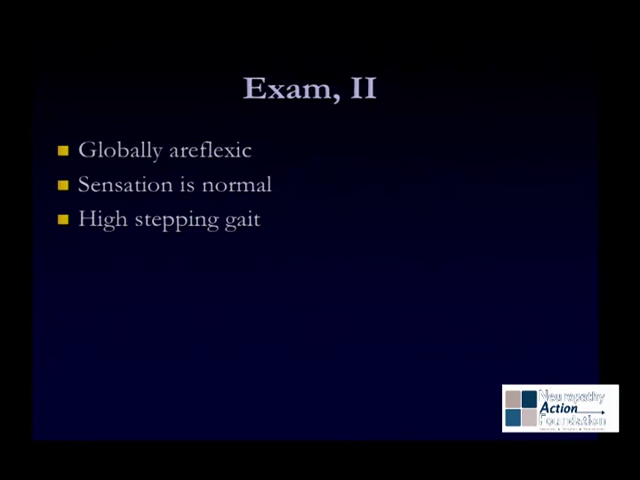 Exam, II
Globally areflexic
Sensation is normal
High stepping gait
Neuropathy
Action
Foundation